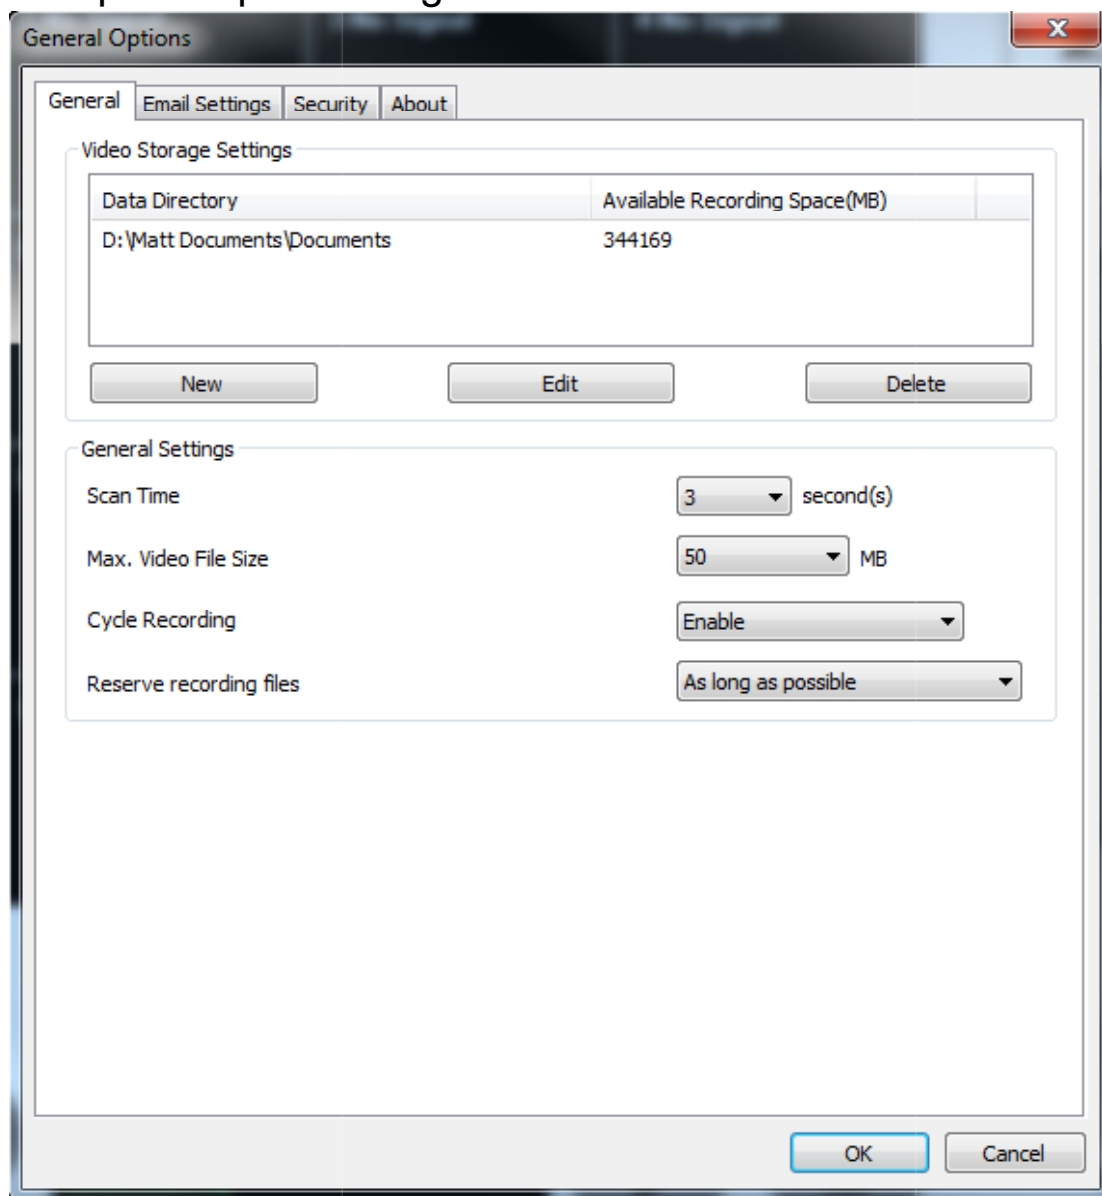 General Options
General Email Settings Security About
Video Storage Settings
Data Directory Available Recording Space(MB)
D:\Matt Documents\Documents 344169
New Edit Delete
General Settings
Scan Time 3 second(s)
Max. Video File Size 50 MB
Cycle Recording Enable
Reserve recording files As long as possible
OK Cancel